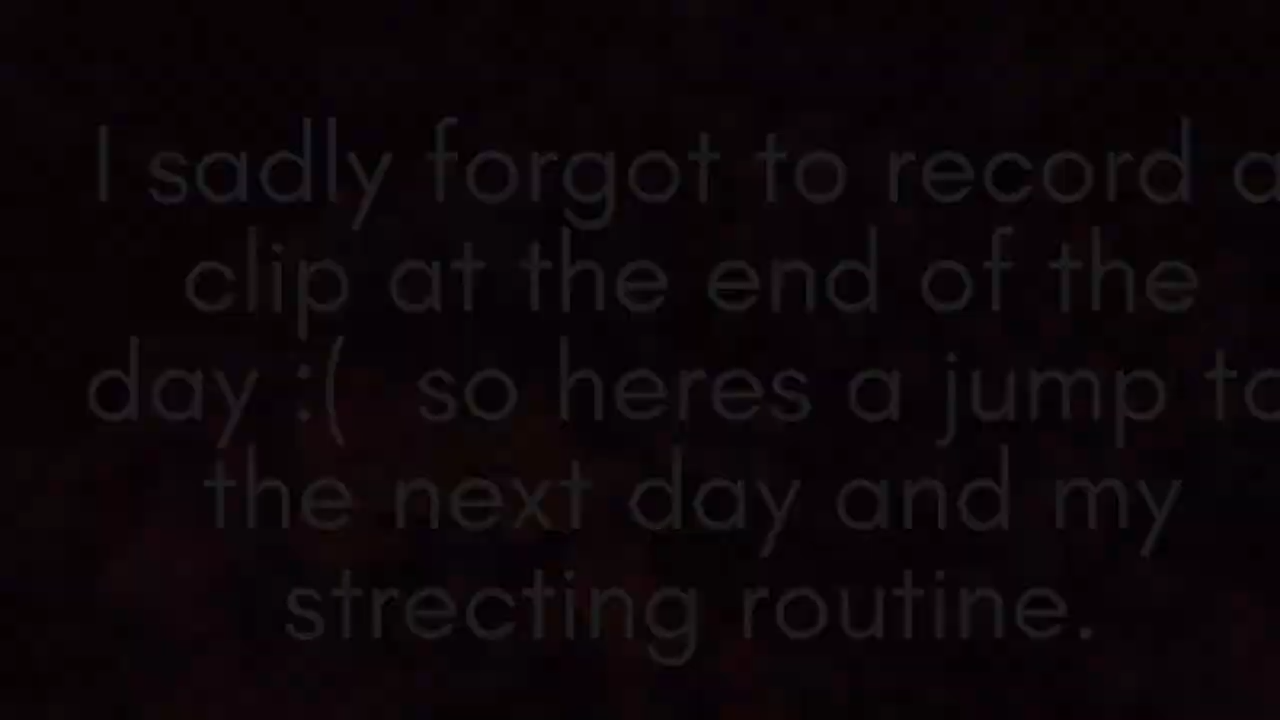 I sadly forgot to record a
clip at the end of the
day :( so heres a jump to
the next day and my
strecting routine.